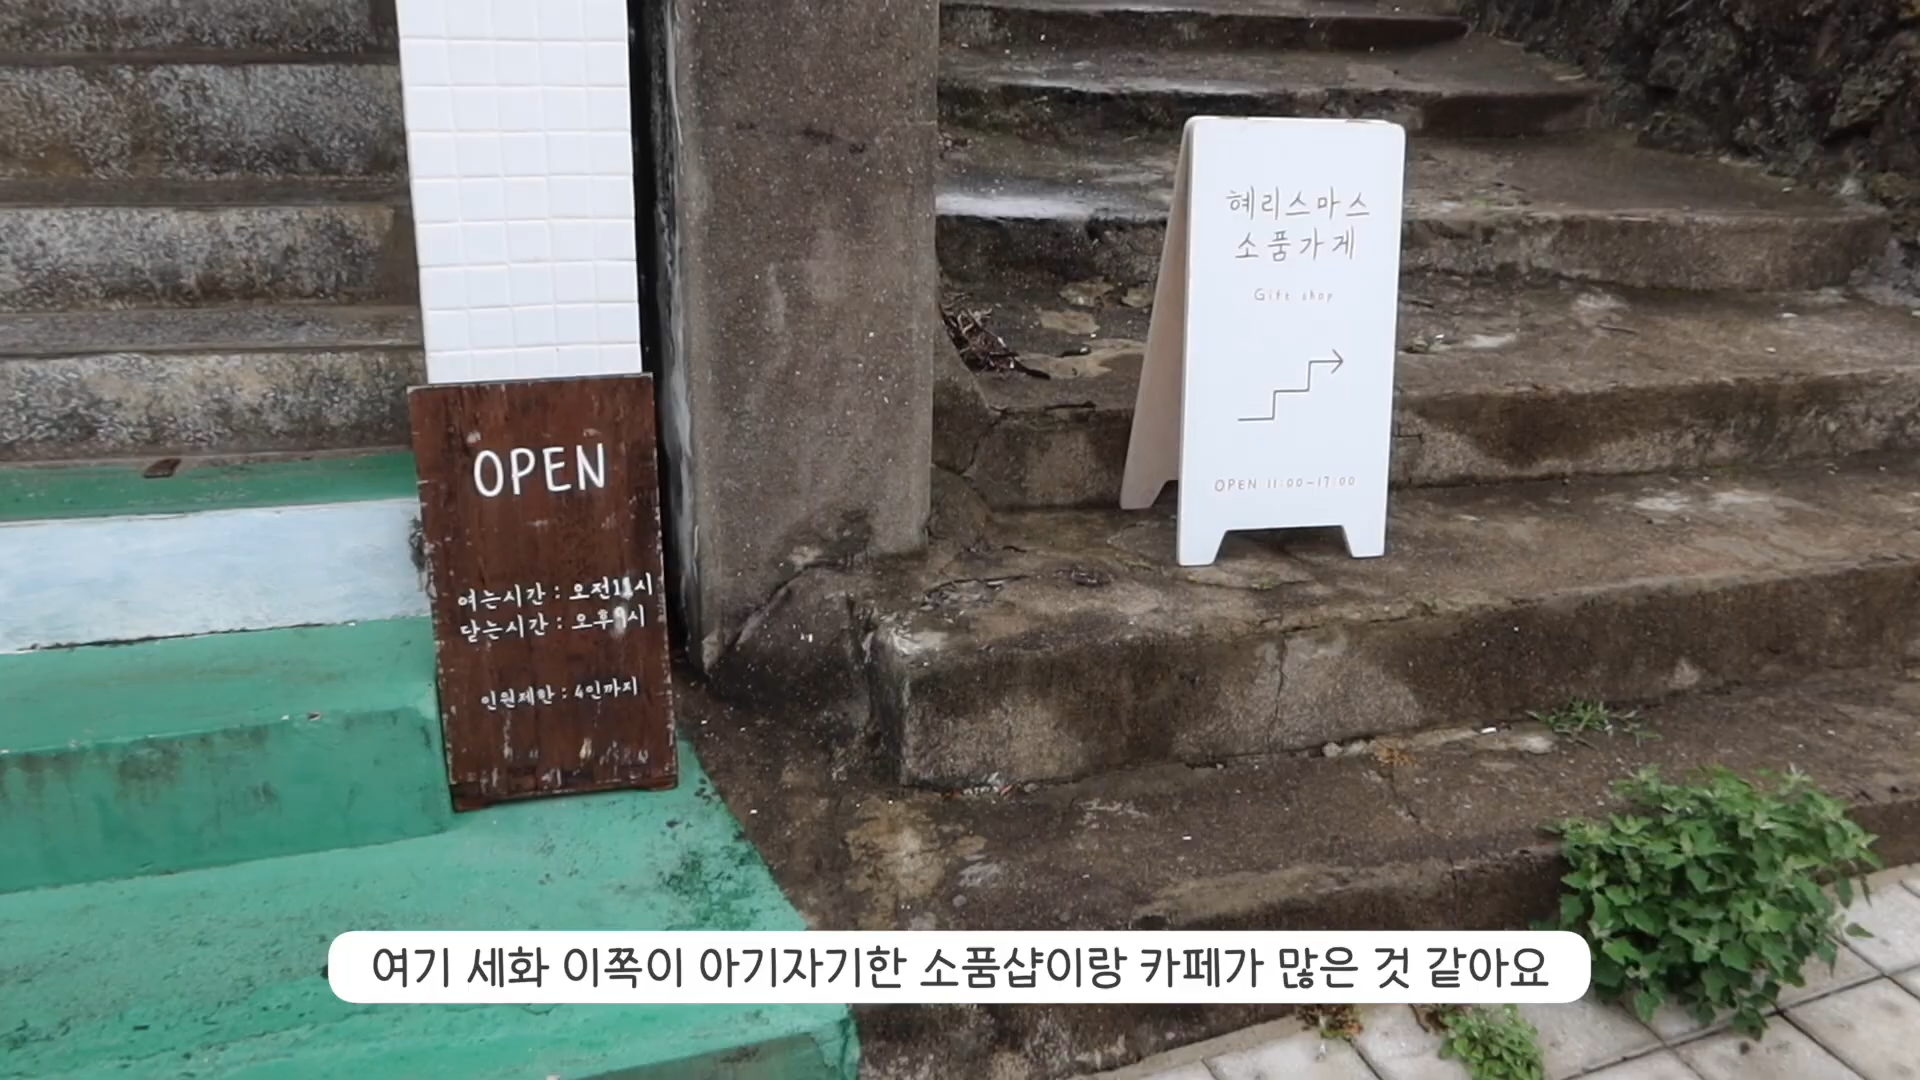 OPEN
여는시간 : 오전11시
닫는시간 : 오후9시
인원제한 : 4인까지
혜리스마스
소품가게
Gift shop
OPEN 11:00-17:00
여기 세화 이쪽이 아기자기한 소품샵이랑 카페가 많은 것 같아요